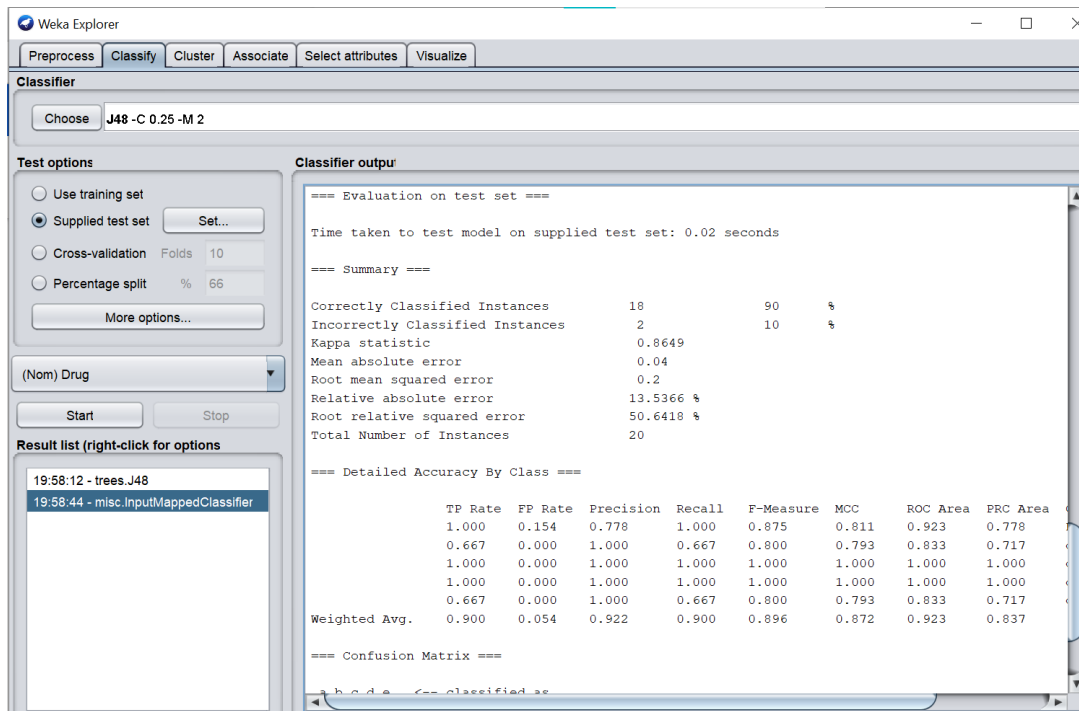 Weka Explorer
Preprocess Classify Cluster Associate Select attributes Visualize
Classifier
Choose J48 -C 0.25 -M 2
Test options
Use training set
Supplied test set Set...
Cross-validation Folds 10
Percentage split % 66
More options...
(Nom) Drug
Start Stop
Result list (right-click for options
19:58:12 - trees.J48
19:58:44 - misc.InputMappedClassifier
Classifier output
=== Evaluation on test set ===
Time taken to test model on supplied test set: 0.02 seconds
=== Summary ===
Correctly Classified Instances 18 90 %
Incorrectly Classified Instances 2 10 %
Kappa statistic 0.8649
Mean absolute error 0.04
Root mean squared error 0.2
Relative absolute error 13.5366 %
Root relative squared error 50.6418 %
Total Number of Instances 20
=== Detailed Accuracy By Class ===
TP Rate FP Rate Precision Recall F-Measure MCC ROC Area PRC Area
1.000 0.154 0.778 1.000 0.875 0.811 0.923 0.778
0.667 0.000 1.000 0.667 0.800 0.793 0.833 0.717
1.000 0.000 1.000 1.000 1.000 1.000 1.000 1.000
1.000 0.000 1.000 1.000 1.000 1.000 1.000 1.000
0.667 0.000 1.000 0.667 0.800 0.793 0.833 0.717
Weighted Avg. 0.900 0.054 0.922 0.900 0.896 0.872 0.923 0.837
=== Confusion Matrix ===
a b c d e <-- classified as